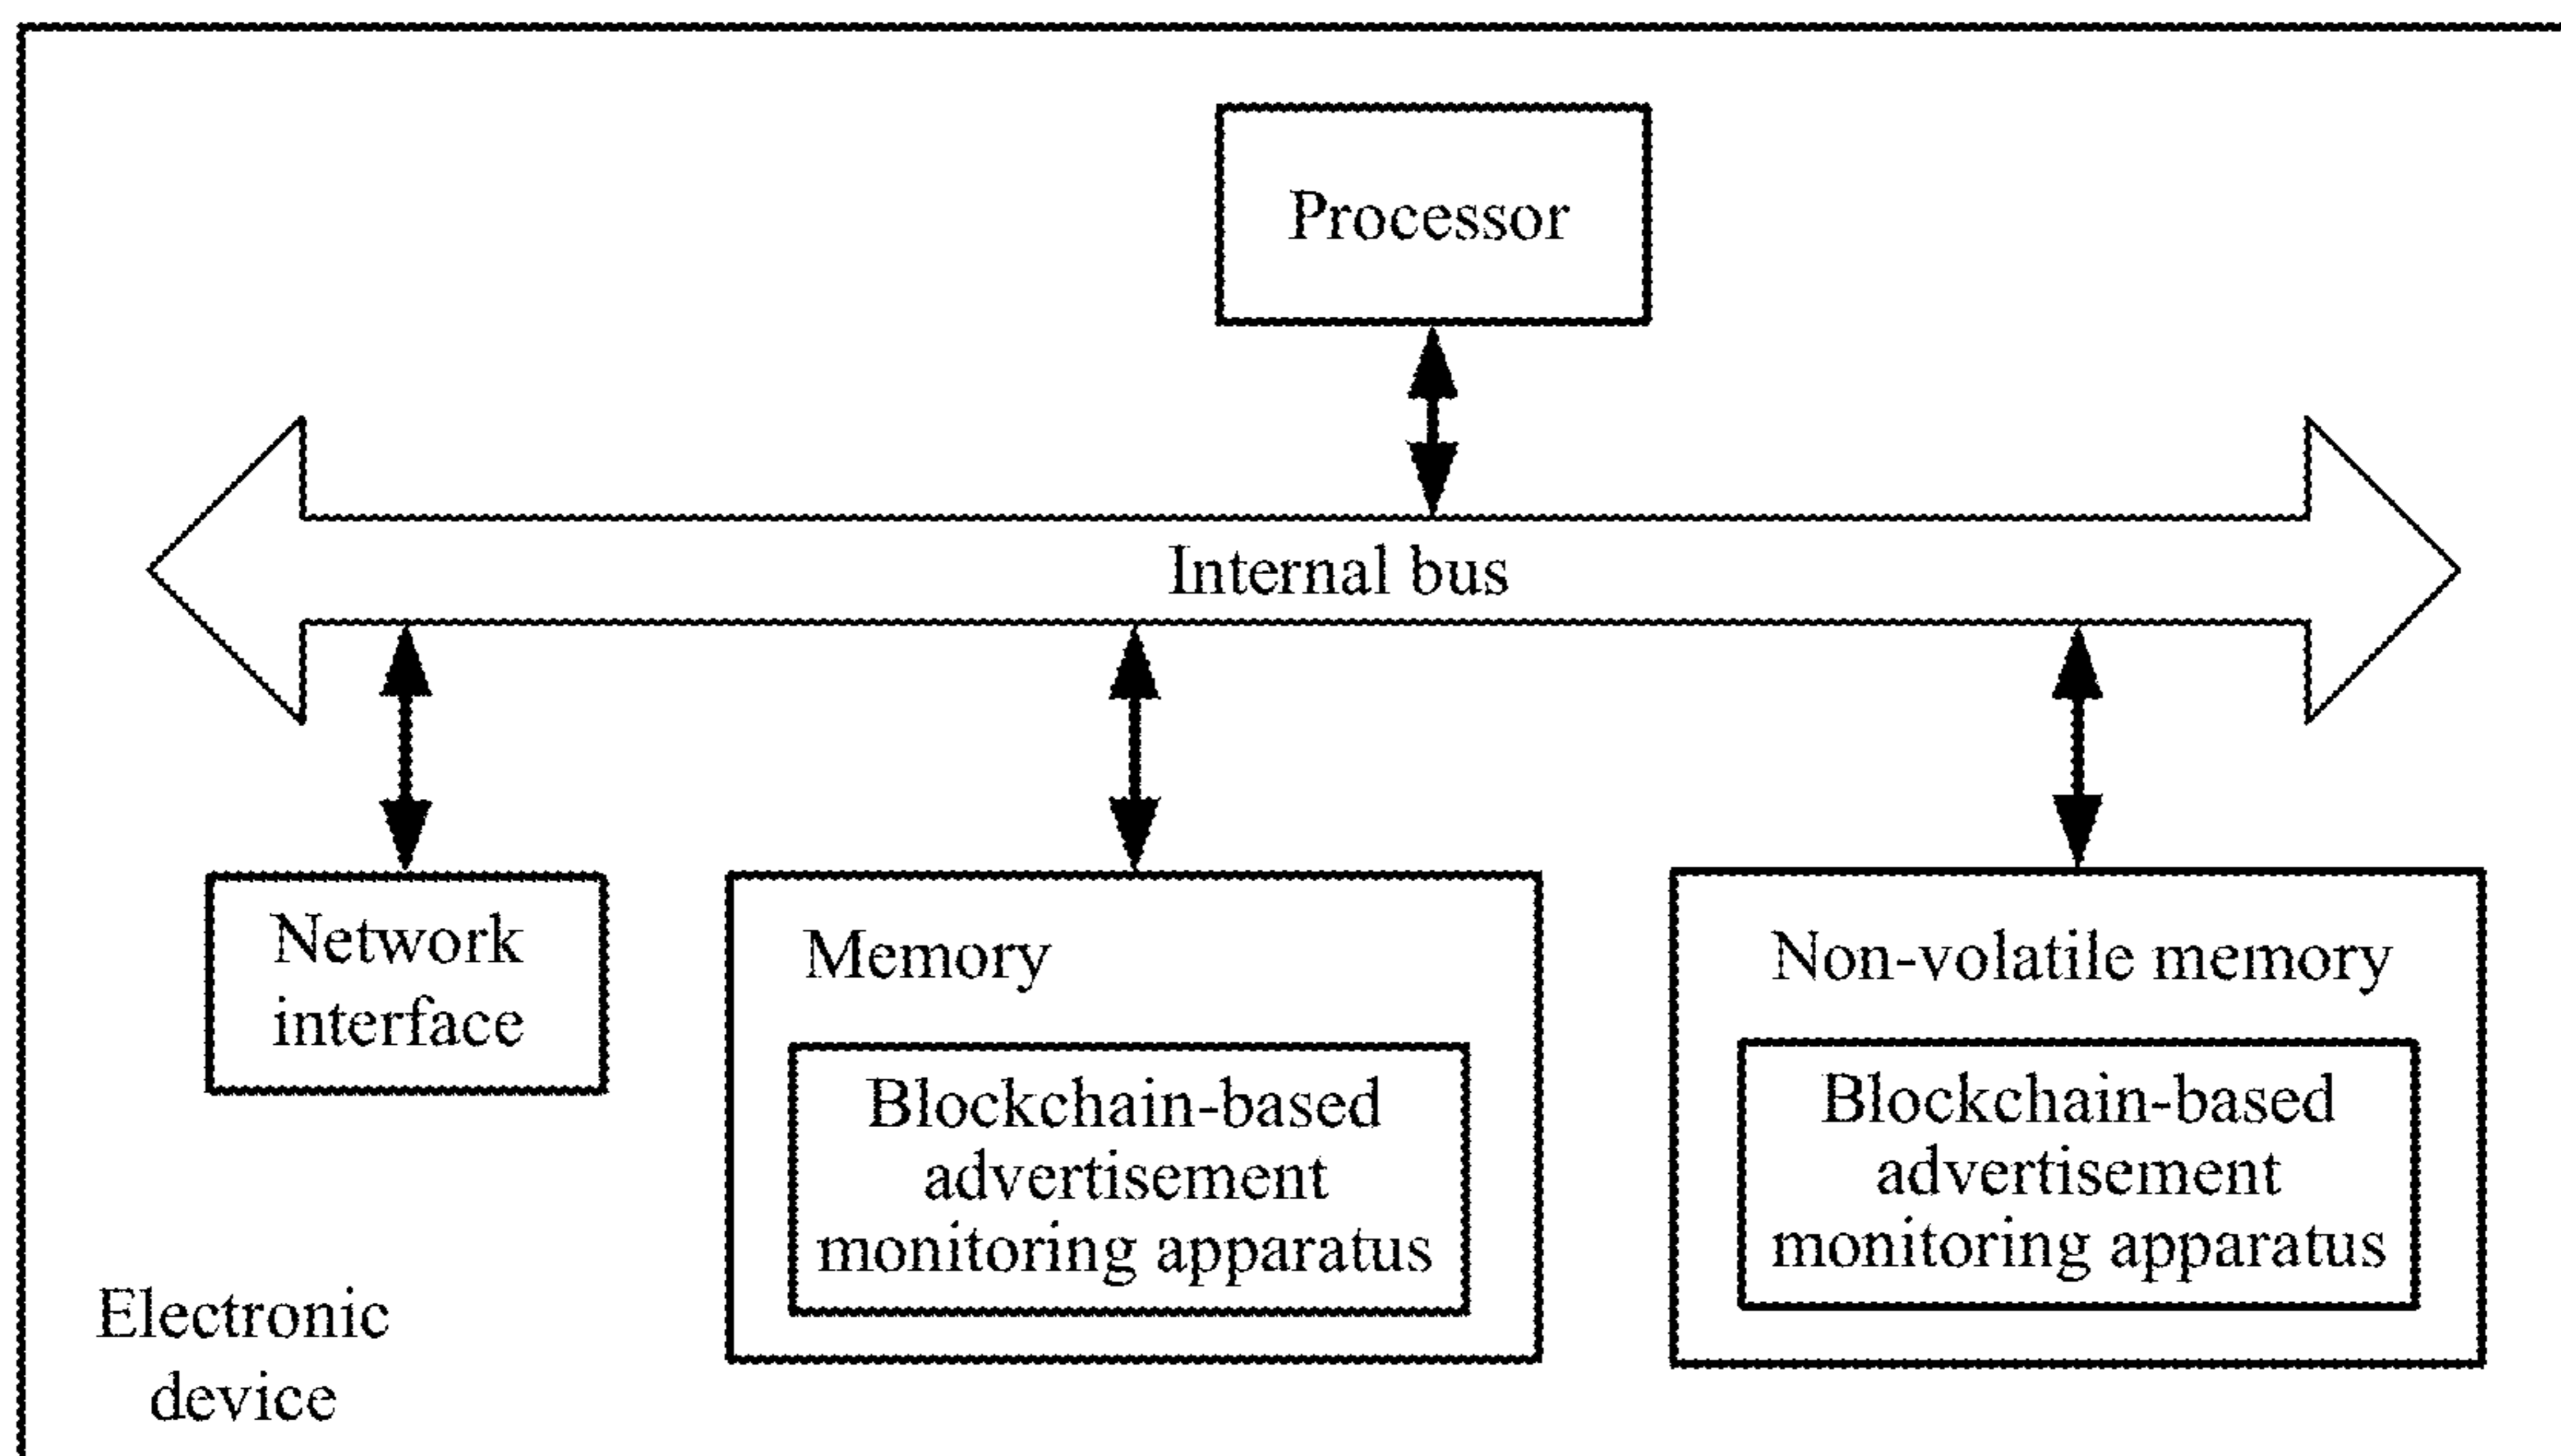 Processor
Internal bus
Network
interface
Memory
Blockchain-based
advertisement
monitoring apparatus
Non-volatile memory
Blockchain-based
advertisement
monitoring apparatus
Electronic
device